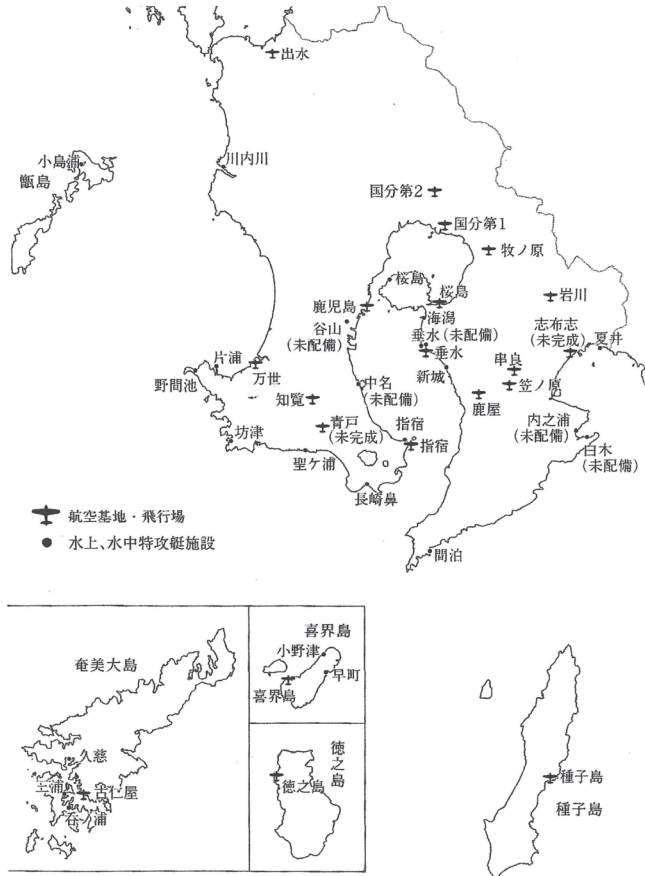 出水
小島浦
甑島
川内川
国分第2
国分第1
牧ノ原
桜島
桜島
岩川
鹿児島
海潟
谷山
(未配備)
垂水(未配備)
垂水
志布志
(未完成)
夏井
片浦
野間池
万世
新城
串良
笠ノ原
中名
(未配備)
知覧
鹿屋
青戸
(未完成)
指宿
指宿
内之浦
(未配備)
白木
(未配備)
坊津
聖ケ浦
長崎鼻
航空基地・飛行場
水上、水中特攻艇施設
間泊
奄美大島
久慈
古仁屋
呑ノ浦
喜界島
小野津
早町
喜界島
徳之島
徳之島
種子島
種子島